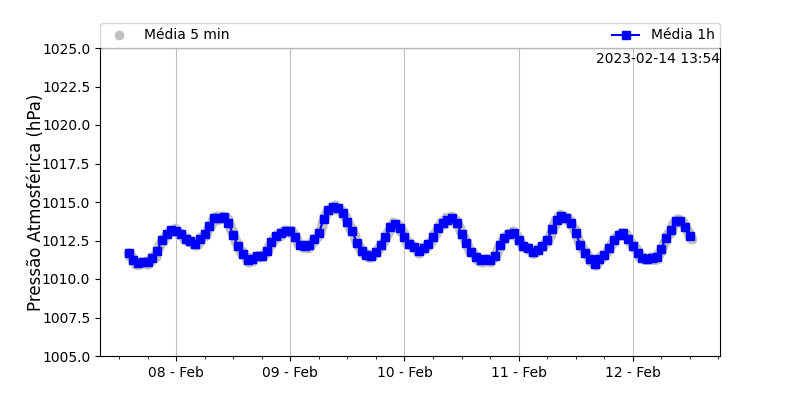 Média 5 min
Média 1h
2023-02-14 13:54
Pressão Atmosférica (hPa)
1025.0
1022.5
1020.0
1017.5
1015.0
1012.5
1010.0
1007.5
1005.0
08 - Feb
09 - Feb
10 - Feb
11 - Feb
12 - Feb